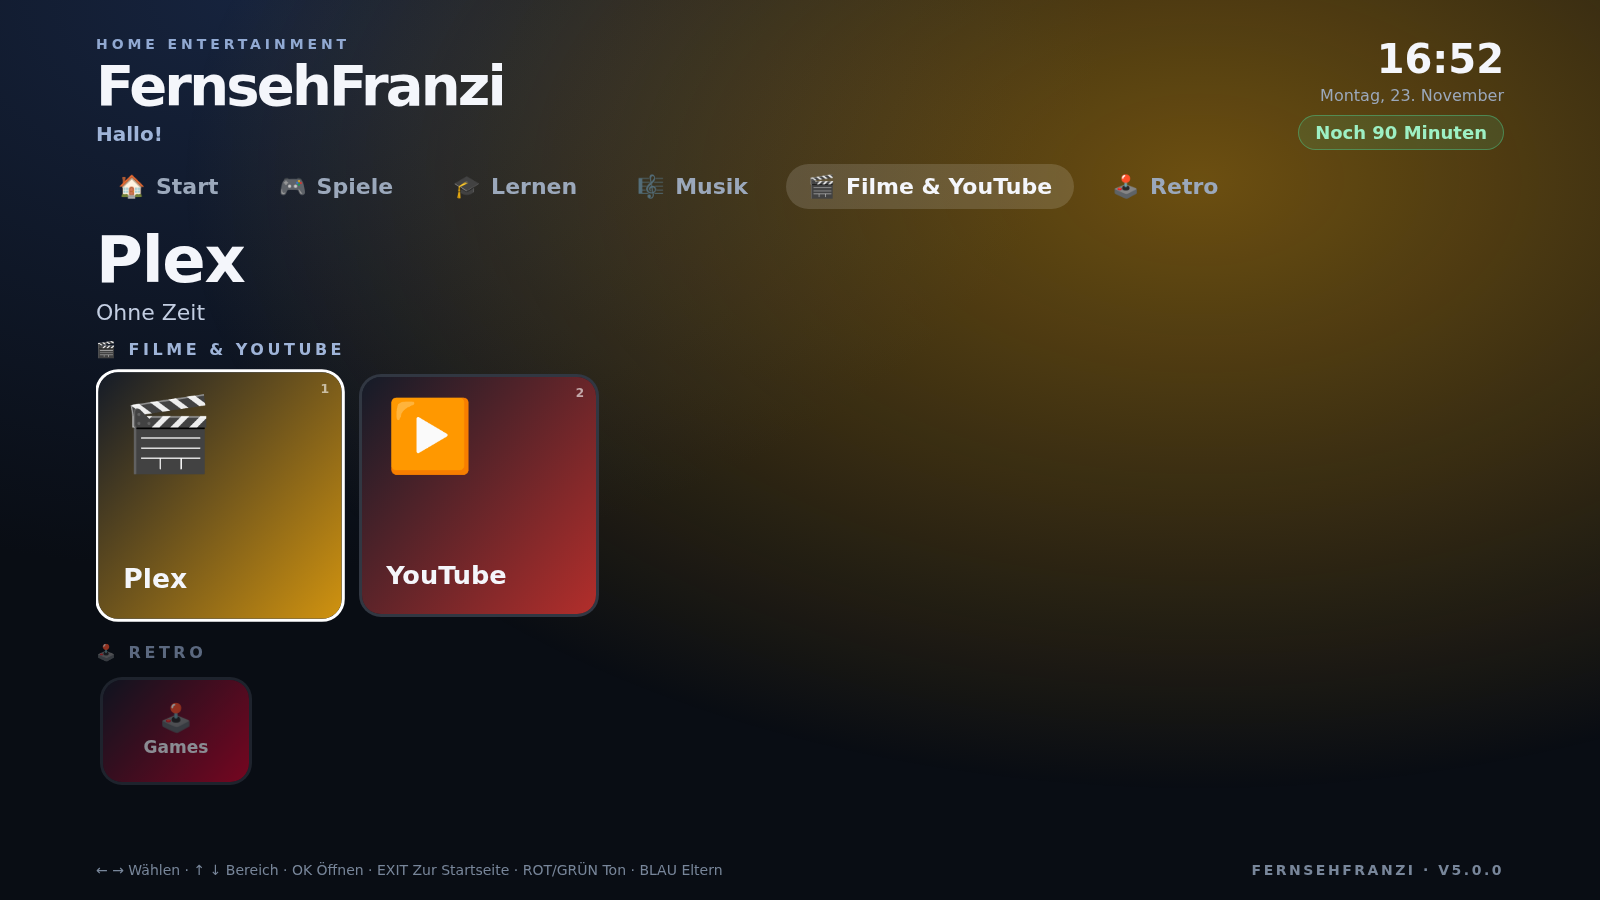 HOME ENTERTAINMENT
FernsehFranzi
Hallo!
16:52
Montag, 23. November
Noch 90 Minuten
Start Spiele Lernen Musik Filme & YouTube Retro
Plex
Ohne Zeit
FILME & YOUTUBE
1
Plex
2
YouTube
RETRO
Games
← → Wählen · ↑ ↓ Bereich · OK Öffnen · EXIT Zur Startseite · ROT/GRÜN Ton · BLAU Eltern
FERNSEHFRANZI · V5.0.0